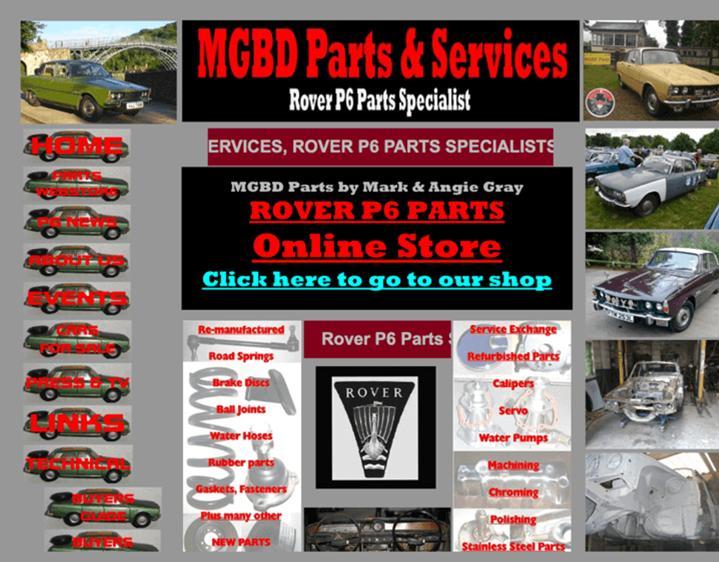 MGBD Parts & Services
Rover P6 Parts Specialist
HOME
PARTS
WEBSTORE
P6 NEWS
ABOUT US
EVENTS
CARS
FOR SALE
PRESS & TV
LINKS
TECHNICAL
BUYERS
GUIDE
BUYERS
ERVICES, ROVER P6 PARTS SPECIALISTS
MGBD Parts by Mark & Angie Gray
ROVER P6 PARTS
Online Store
Click here to go to our shop
Re-manufactured
Road Springs
Brake Discs
Ball Joints
Water Hoses
Rubber parts
Gaskets, Fasteners
Plus many other
NEW PARTS
Rover P6 Parts
ROVER
Service Exchange
Refurbished Parts
Calipers
Servo
Water Pumps
Machining
Chroming
Polishing
Stainless Steel Parts